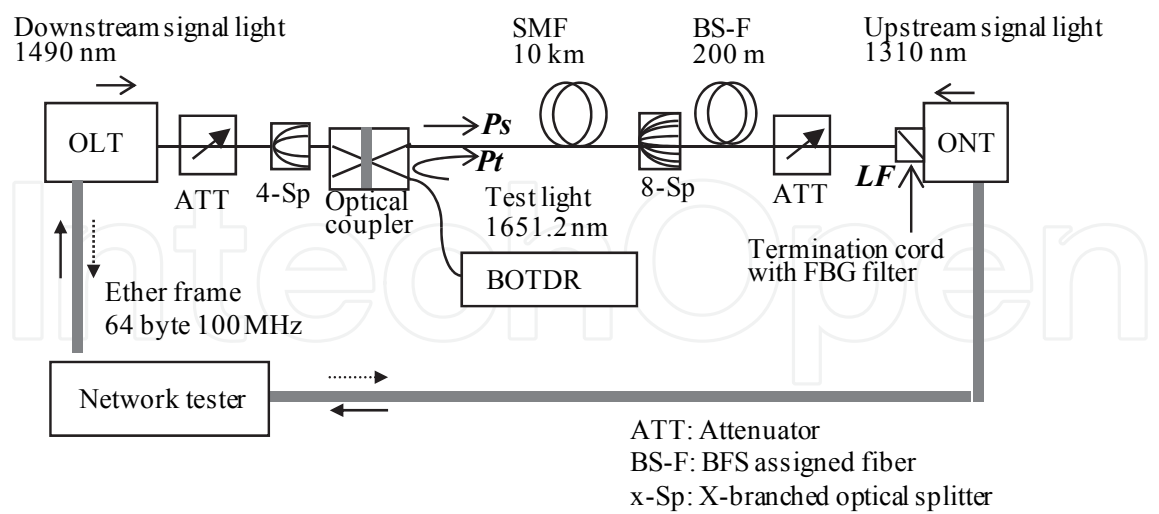 Downstream signal light
1490 nm
SMF
10 km
BS-F
200 m
Upstream signal light
1310 nm
OLT
ATT
4-Sp
Optical
coupler
Ps
Pt
Test light
1651.2 nm
8-Sp
ATT
LF
ONT
Termination cord
with FBG filter
BOTDR
Ether frame
64 byte 100 MHz
Network tester
ATT: Attenuator
BS-F: BFS assigned fiber
x-Sp: X-branched optical splitter
IntechOpen